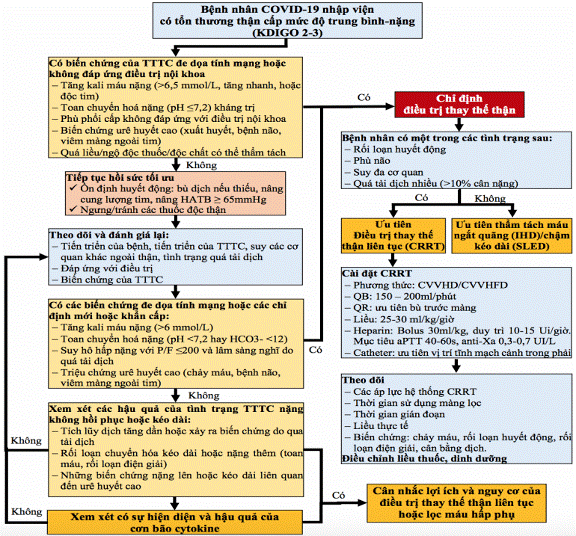 Bệnh nhân COVID-19 nhập viện
có tổn thương thận cấp mức độ trung bình-nặng
(KDIGO 2-3)
Có biến chứng của TTTC đe dọa tính mạng hoặc
không đáp ứng điều trị nội khoa
− Tăng kali máu nặng (>6,5 mmol/L, tăng nhanh, hoặc
độc tim)
− Toan chuyển hoá nặng (pH ≤7,2) kháng trị
− Phù phổi cấp không đáp ứng với điều trị nội khoa
− Biến chứng urê huyết cao (xuất huyết, bệnh não,
viêm màng ngoài tim)
− Quá liều/ngộ độc thuốc/độc chất có thể thẩm tách
Không
Tiếp tục hồi sức tối ưu
✓ Ổn định huyết động: bù dịch nếu thiếu, nâng
cung lượng tim, nâng HATB ≥ 65mmHg
✓ Ngưng/tránh các thuốc độc thận
Theo dõi và đánh giá lại:
− Tiến triển của bệnh, tiến triển của TTTC, suy các cơ
quan khác ngoài thận, tình trạng quá tải dịch
− Đáp ứng với điều trị
− Biến chứng của TTTC
Có các biến chứng đe dọa tính mạng hoặc các chỉ
định mới hoặc khẩn cấp:
− Tăng kali máu nặng (>6 mmol/L)
− Toan chuyển hoá nặng (pH <7,2 hay HCO3- <12)
− Suy hô hấp nặng với P/F ≤200 và lâm sàng nghĩ do
quá tải dịch
− Triệu chứng urê huyết cao (chảy máu, bệnh não,
viêm màng ngoài tim)
Không
Không
Xem xét các hậu quả của tình trạng TTTC nặng
không hồi phục hoặc kéo dài:
− Tích lũy dịch tăng dần hoặc xảy ra biến chứng do quá
tải dịch
− Rối loạn chuyển hóa kéo dài hoặc nặng thêm (toan
máu, rối loạn điện giải)
− Những biến chứng nặng lên hoặc kéo dài liên quan
đến urê huyết cao
Không
Xem xét có sự hiện diện và hậu quả của
cơn bão cytokine
Có
Có
Chỉ định
điều trị thay thế thận
Bệnh nhân có một trong các tình trạng sau:
− Rối loạn huyết động
− Phù não
− Suy đa cơ quan
− Quá tải dịch nhiều (>10% cân nặng)
Có
Không
Ưu tiên
Điều trị thay thế
thận liên tục (CRRT)
Ưu tiên thẩm tách máu
ngắt quãng (IHD)/chậm
kéo dài (SLED)
Cài đặt CRRT
− Phương thức: CVVHD/CVVHFD
− QB: 150 – 200ml/phút
− QR: ưu tiên bù trước màng
− Liều: 25-30 ml/kg/giờ
− Heparin: Bolus 30ml/kg, duy trì 10-15 Ui/giờ.
Mục tiêu aPTT 40-60s, anti-Xa 0,3-0,7 UI/L
− Catheter: ưu tiên vị trí tĩnh mạch cảnh trong phải
Theo dõi
− Các áp lực hệ thống CRRT
− Thời gian sử dụng màng lọc
− Thời gian gián đoạn
− Liều thực tế
− Biến chứng: chảy máu, rối loạn huyết động, rối
loạn điện giải, cân bằng dịch.
Điều chỉnh liều thuốc, dinh dưỡng
Có
Cân nhắc lợi ích và nguy cơ của
điều trị thay thế thận liên tục
hoặc lọc máu hấp phụ